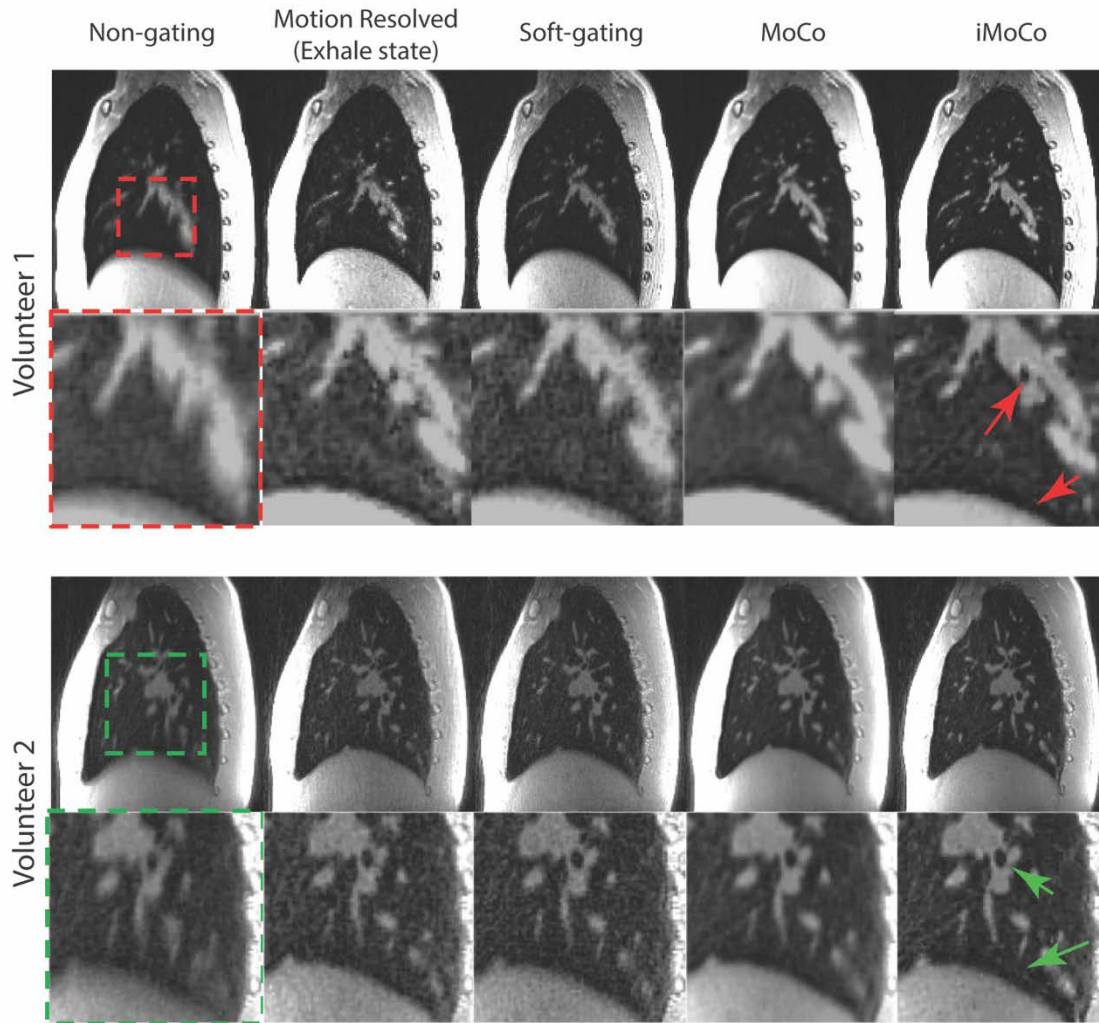 Non-gating
Motion Resolved
(Exhale state)
Soft-gating
MoCo
iMoCo
Volunteer 1
Volunteer 2